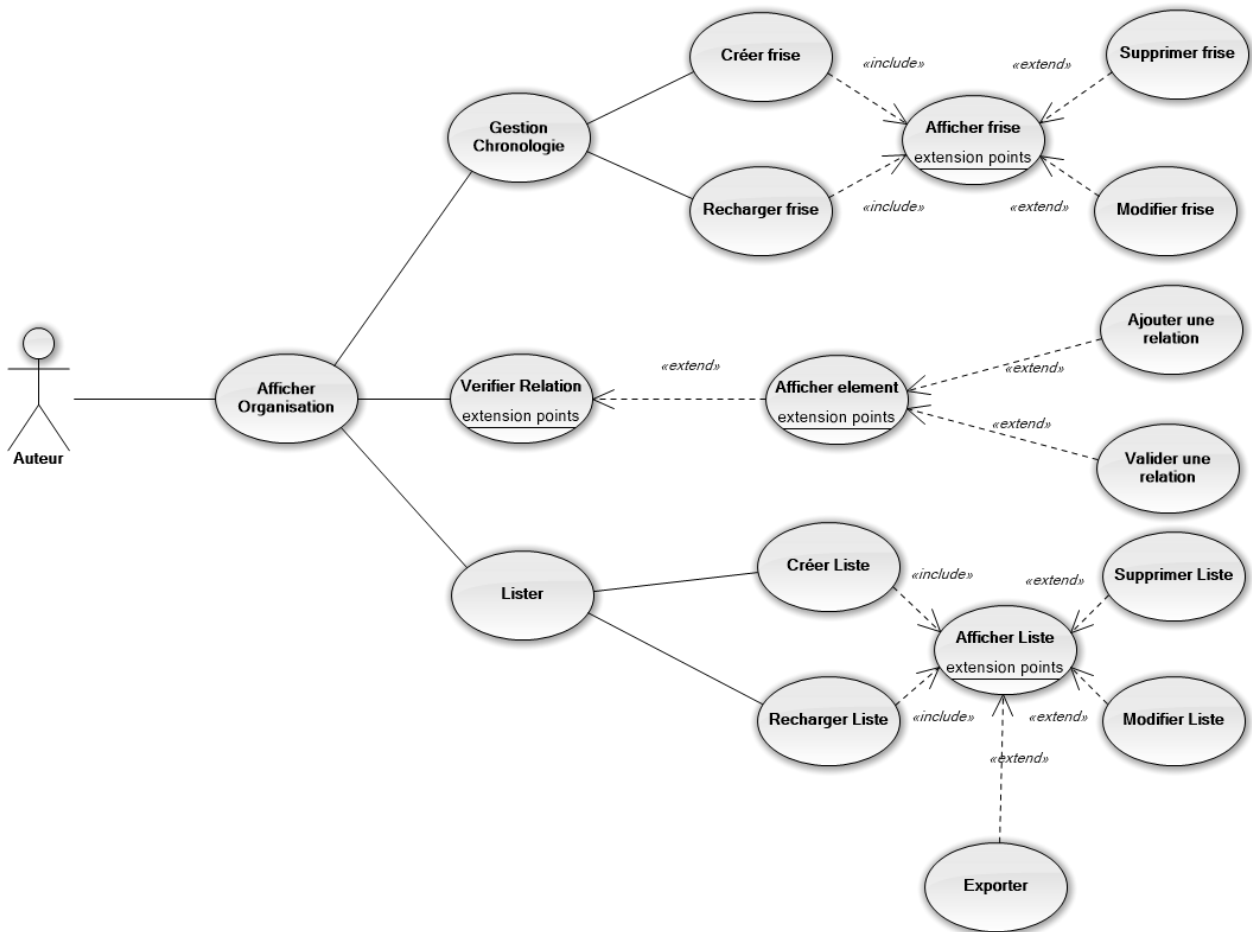 Créer frise
«include»
«extend»
Supprimer frise
Gestion
Chronologie
Afficher frise
extension points
Recharger frise
«include»
«extend»
Modifier frise
Auteur
Afficher
Organisation
Verifier Relation
extension points
«extend»
Afficher element
extension points
Ajouter une
relation
«extend»
«extend»
Valider une
relation
Lister
Créer Liste
«include»
«extend»
Supprimer Liste
Afficher Liste
extension points
Recharger Liste
«include»
«extend»
Modifier Liste
«extend»
Exporter